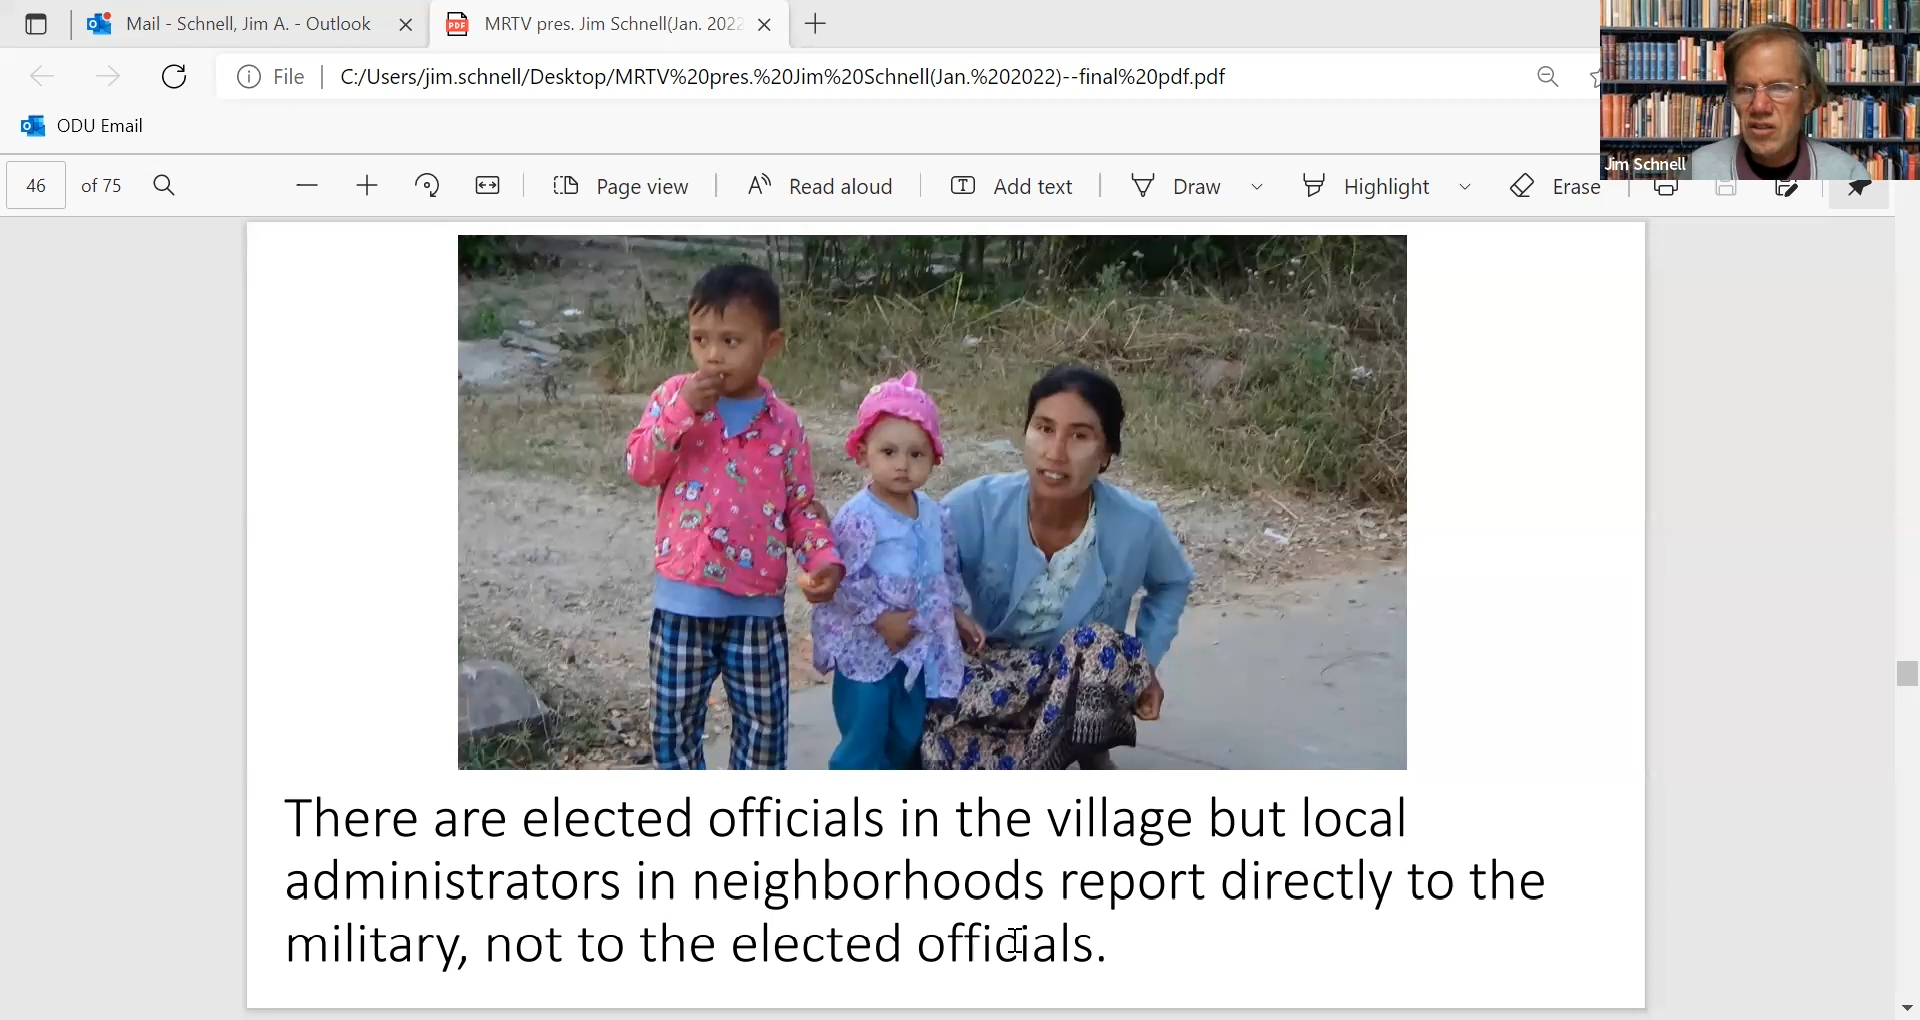 Mail - Schnell, Jim A. - Outlook
MRTV pres. Jim Schnell(Jan. 2022
File
C:/Users/jim.schnell/Desktop/MRTV%20pres.%20Jim%20Schnell(Jan.%202022)--final%20pdf.pdf
ODU Email
Jim Schnell
46 of 75
Page view
Read aloud
Add text
Draw
Highlight
Erase
There are elected officials in the village but local
administrators in neighborhoods report directly to the
military, not to the elected officials.